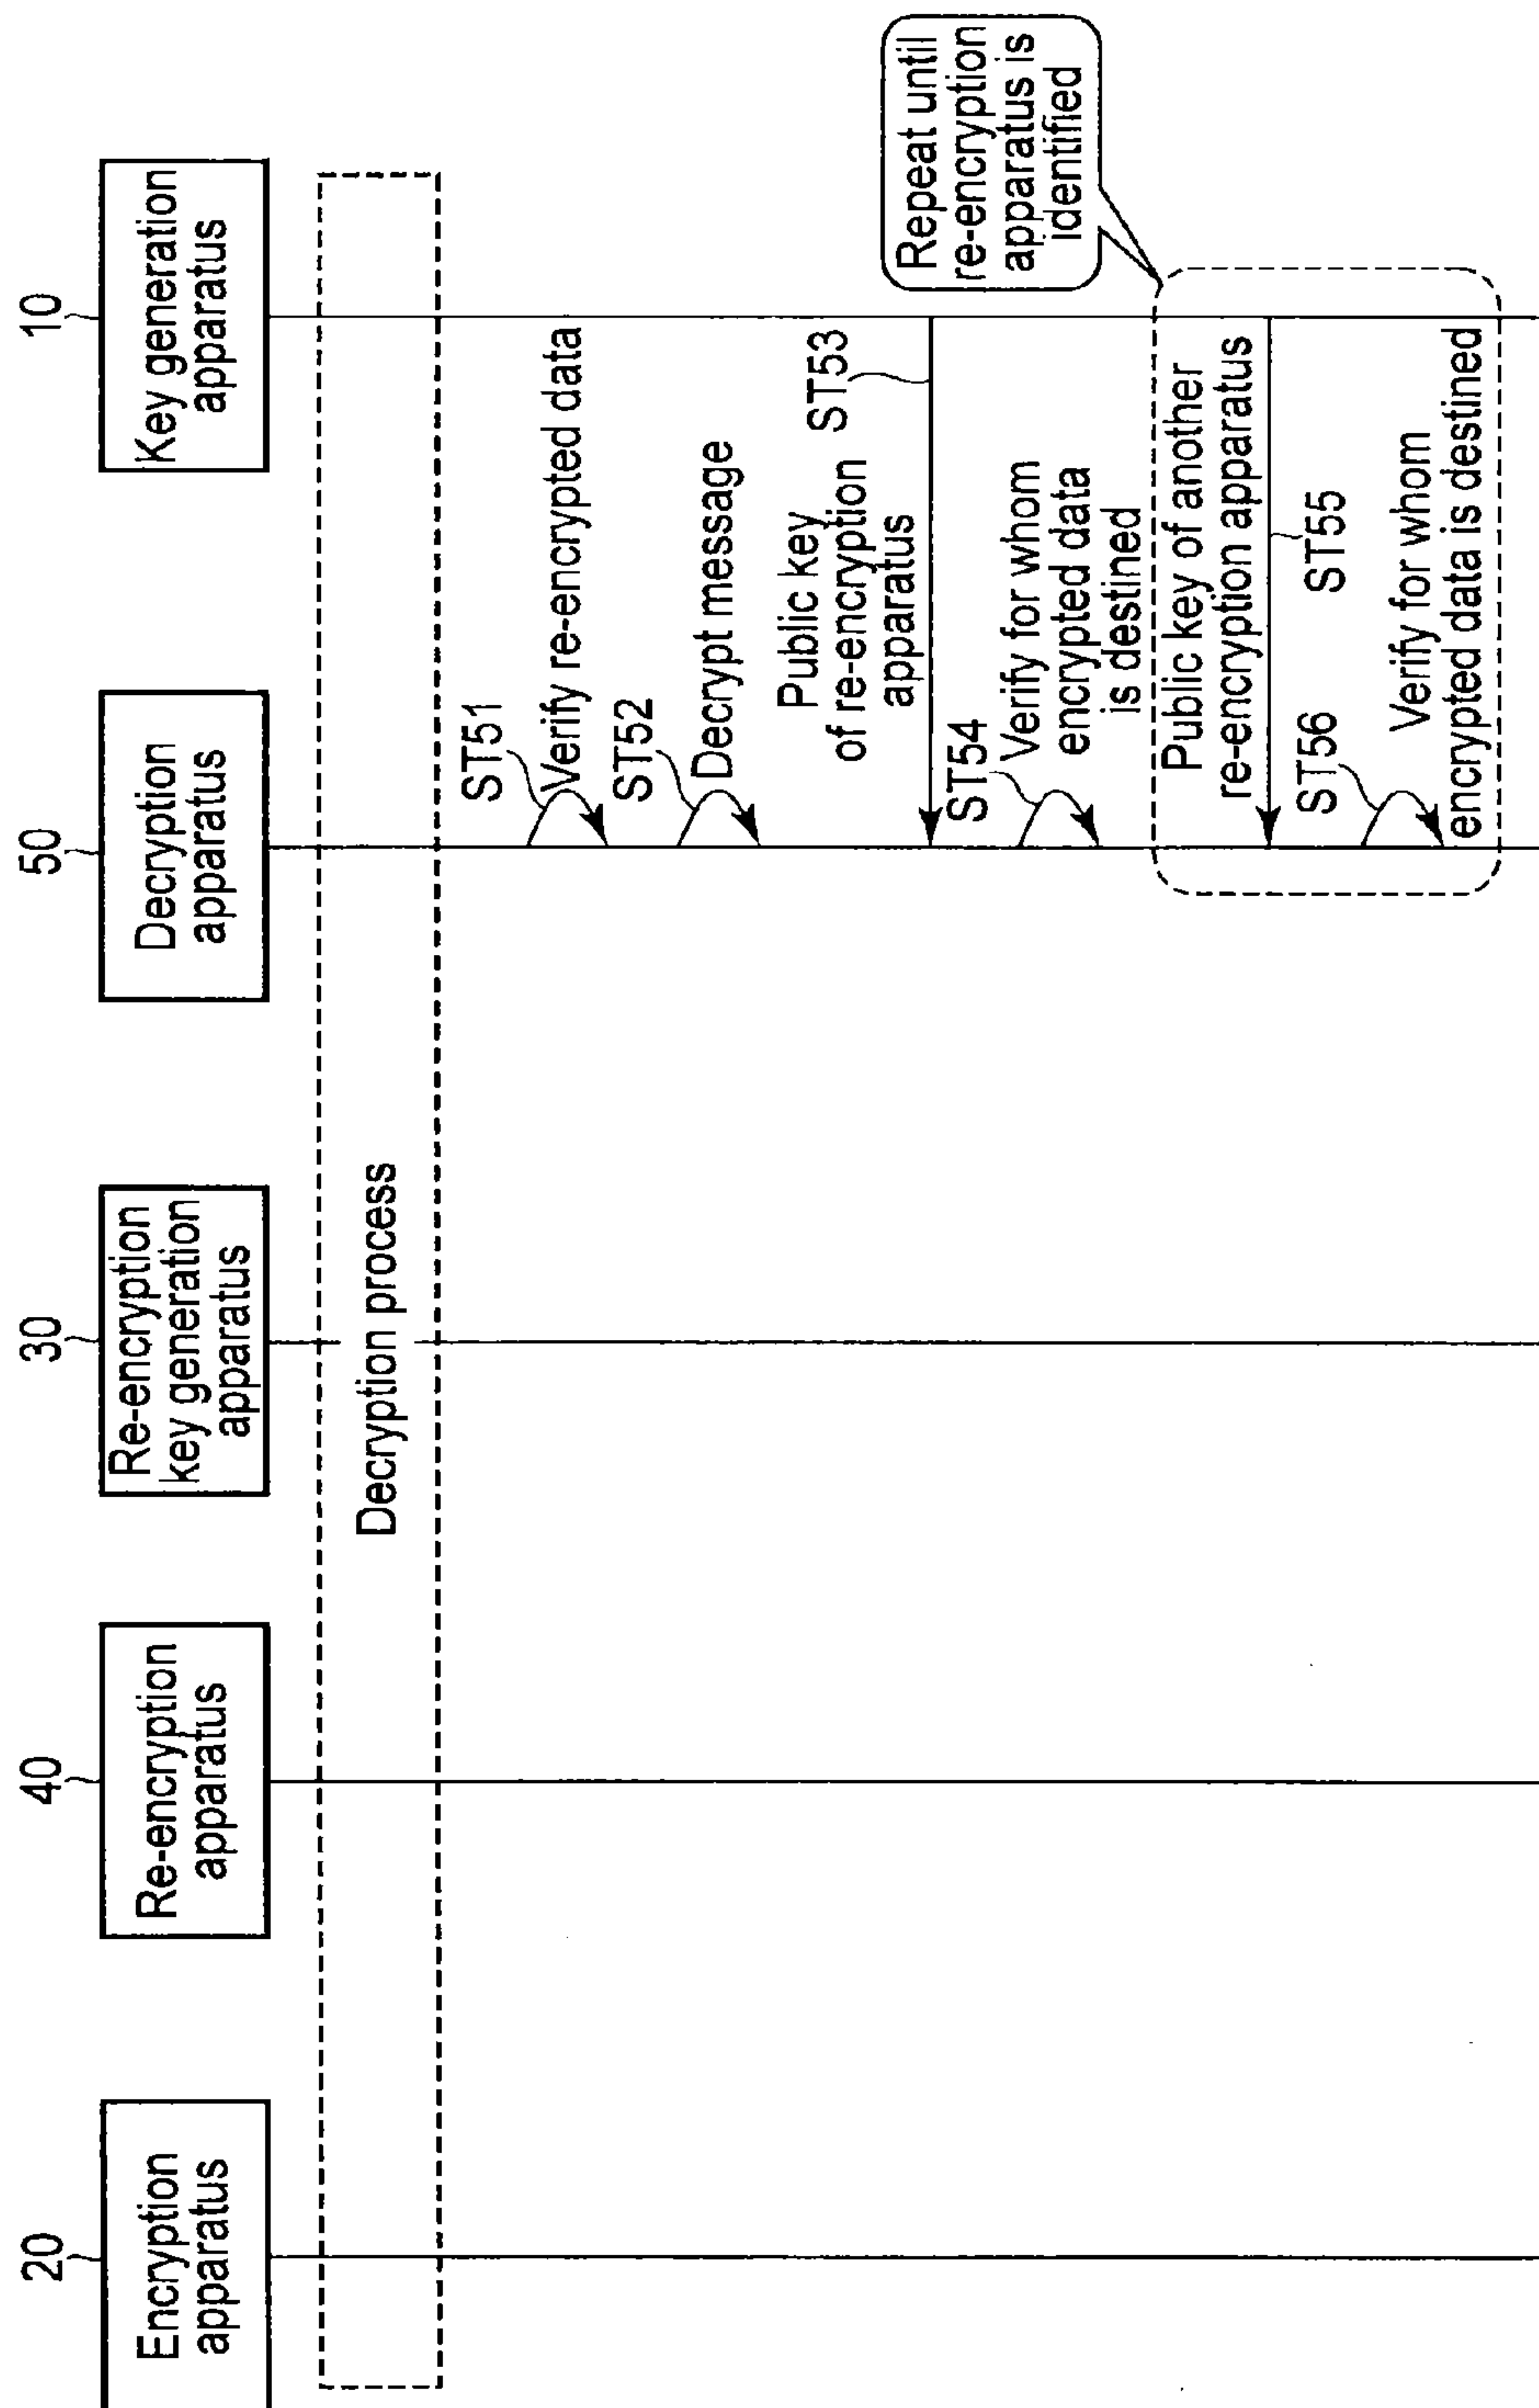 20
Encryption
apparatus
40
Re-encryption
apparatus
30
Re-encryption
key generation
apparatus
50
Decryption
apparatus
10
Key generation
apparatus
Decryption process
ST51
Verify re-encrypted data
ST52
Decrypt message
Public key
of re-encryption
apparatus
ST53
ST54
Verify for whom
encrypted data
is destined
Repeat until
re-encryption
apparatus is
identified
Public key of another
re-encryption apparatus
ST55
ST56
Verify for whom
encrypted data is destined